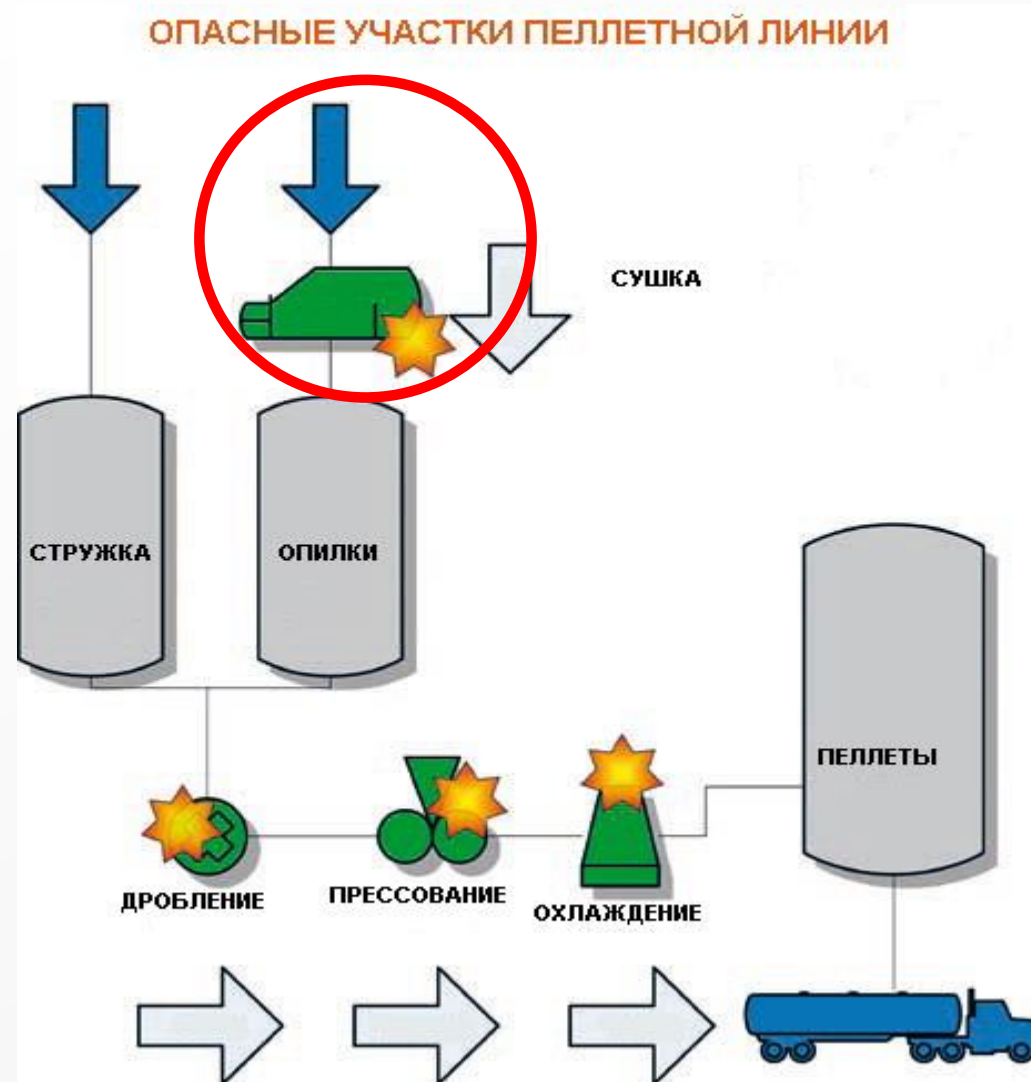 ОПАСНЫЕ УЧАСТКИ ПЕЛЛЕТНОЙ ЛИНИИ
СУШКА
СТРУЖКА
ОПИЛКИ
ПЕЛЛЕТЫ
ДРОБЛЕНИЕ
ПРЕССОВАНИЕ
ОХЛАЖДЕНИЕ